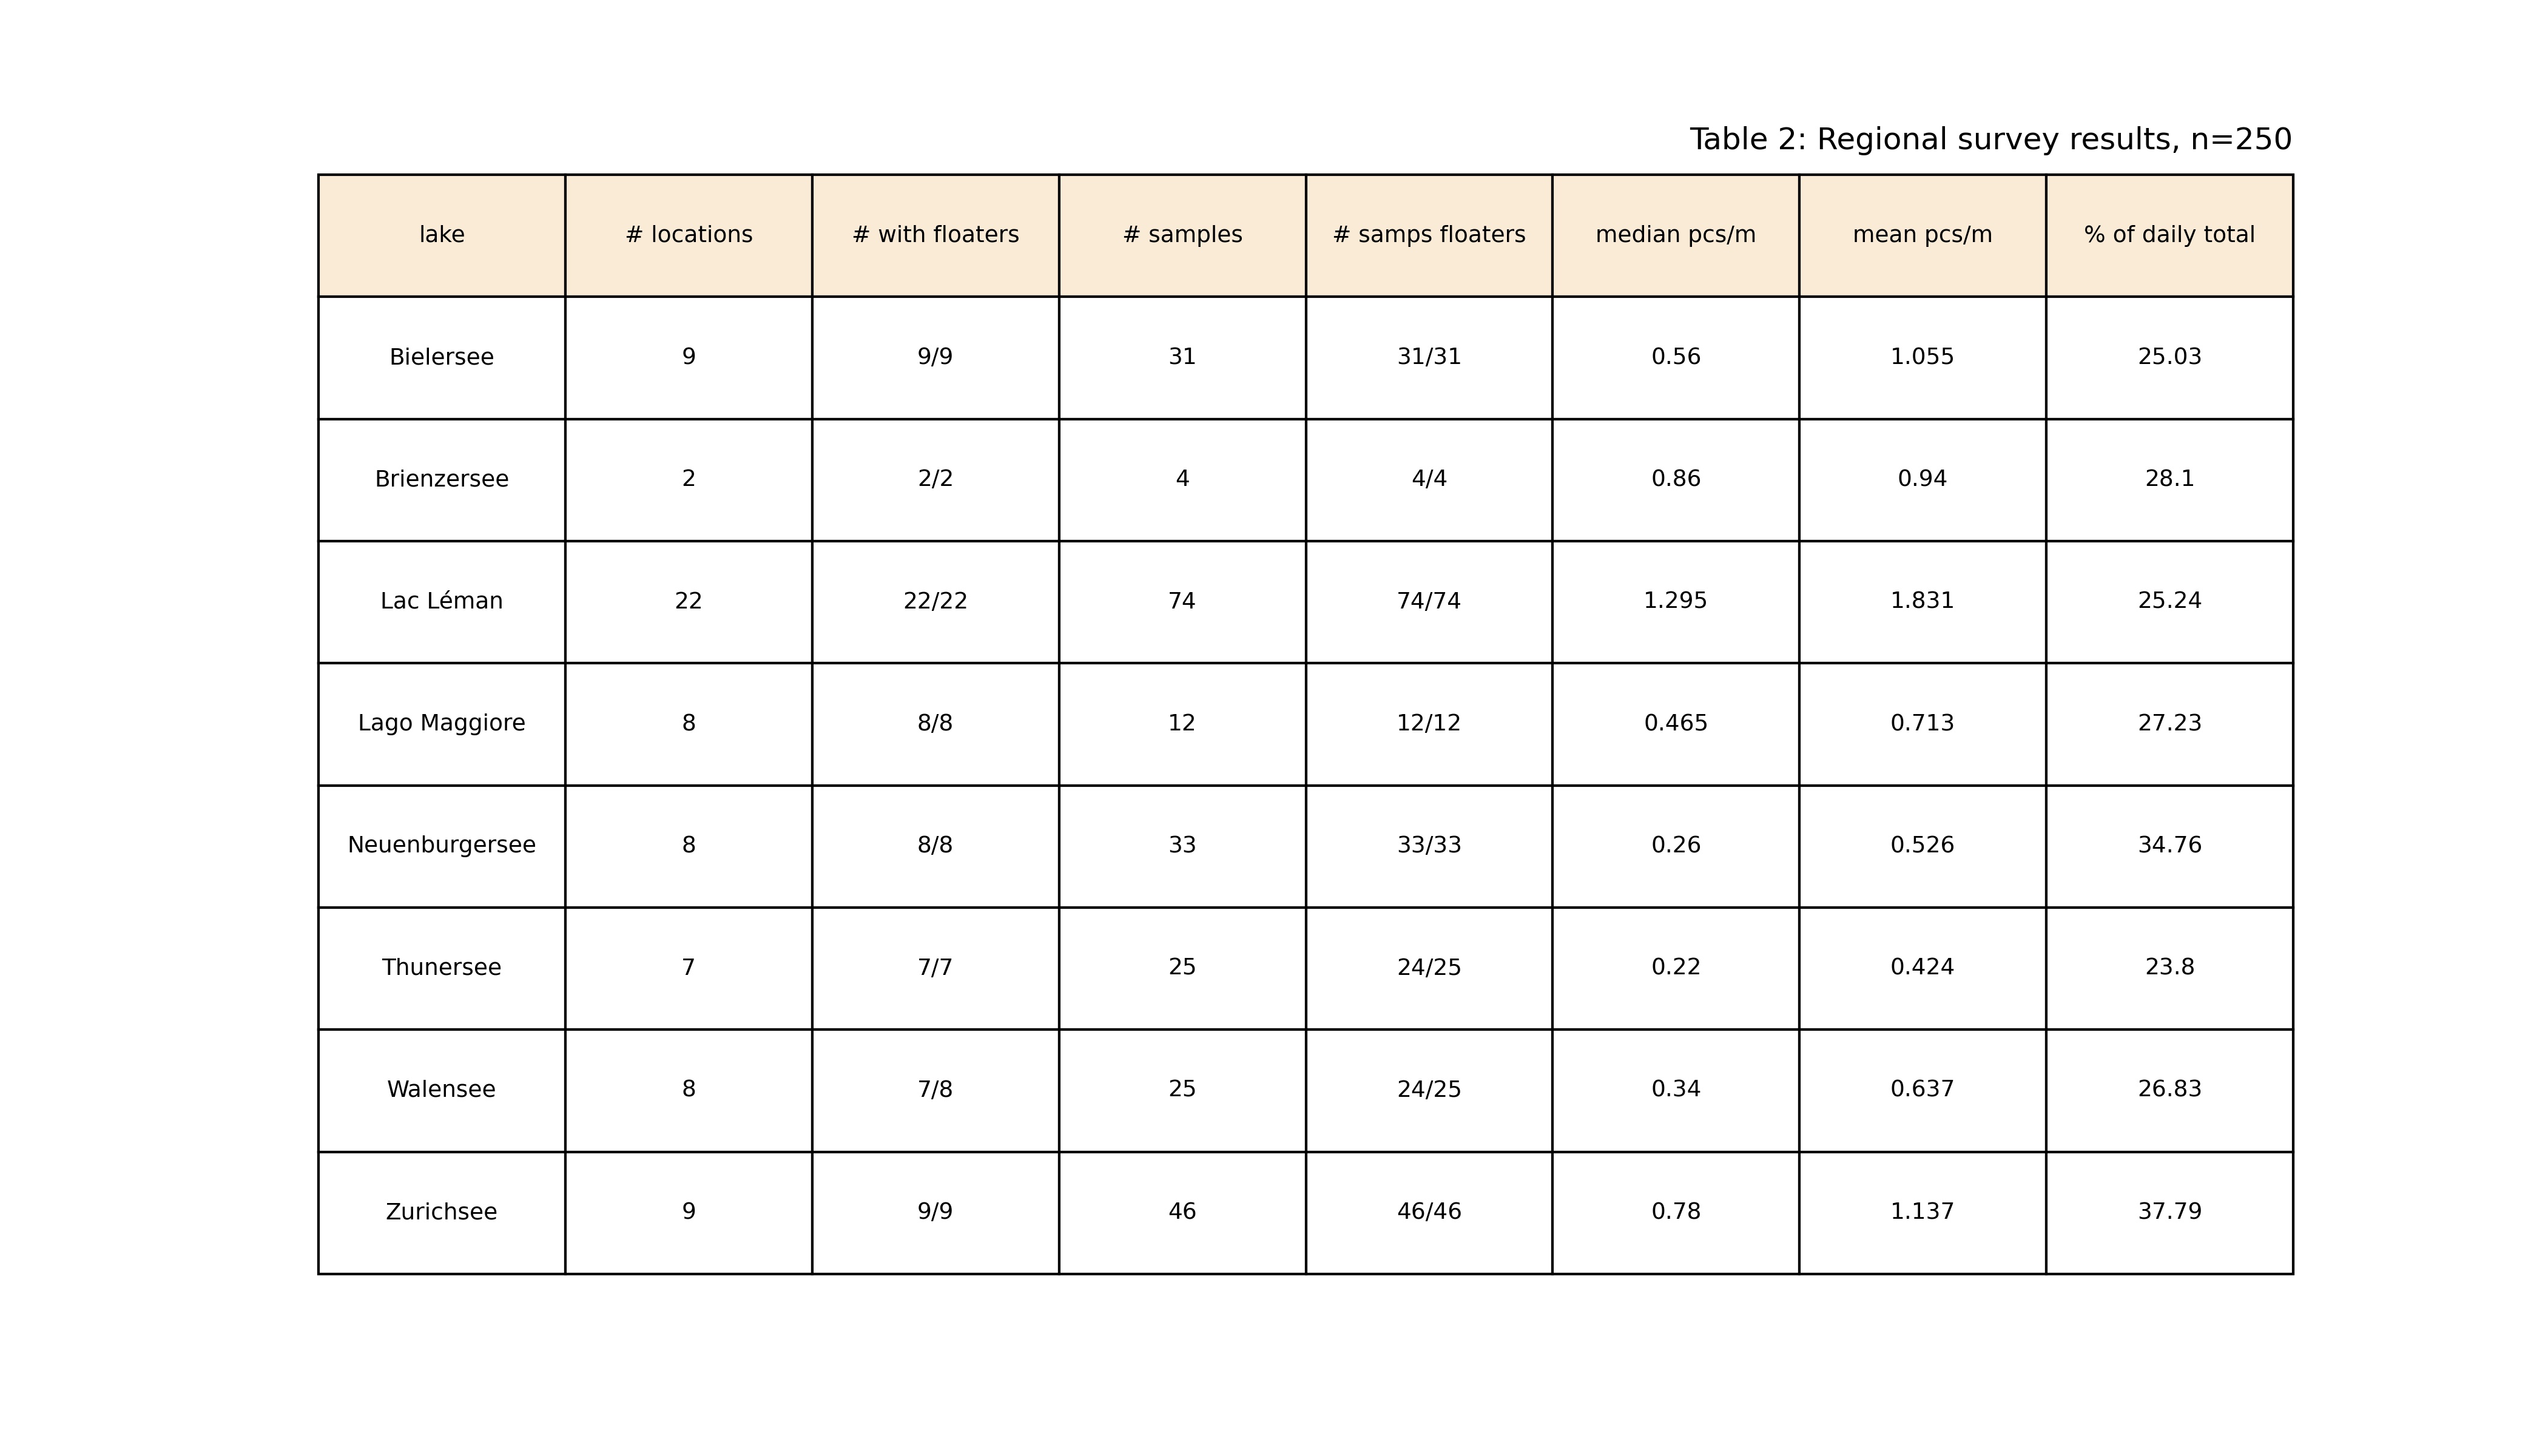 Table 2: Regional survey results, n=250
lake # locations # with floaters # samples # samps floaters median pcs/m mean pcs/m % of daily total
Bielersee 9 9/9 31 31/31 0.56 1.055 25.03
Brienzersee 2 2/2 4 4/4 0.86 0.94 28.1
Lac Léman 22 22/22 74 74/74 1.295 1.831 25.24
Lago Maggiore 8 8/8 12 12/12 0.465 0.713 27.23
Neuenburgersee 8 8/8 33 33/33 0.26 0.526 34.76
Thunersee 7 7/7 25 24/25 0.22 0.424 23.8
Walensee 8 7/8 25 24/25 0.34 0.637 26.83
Zurichsee 9 9/9 46 46/46 0.78 1.137 37.79